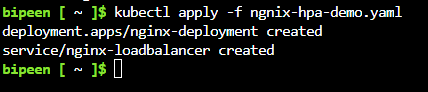 bipeen [ ~ ]$ kubectl apply -f ngnix-hpa-demo.yaml
deployment.apps/nginx-deployment created
service/nginx-loadbalancer created
bipeen [ ~ ]$